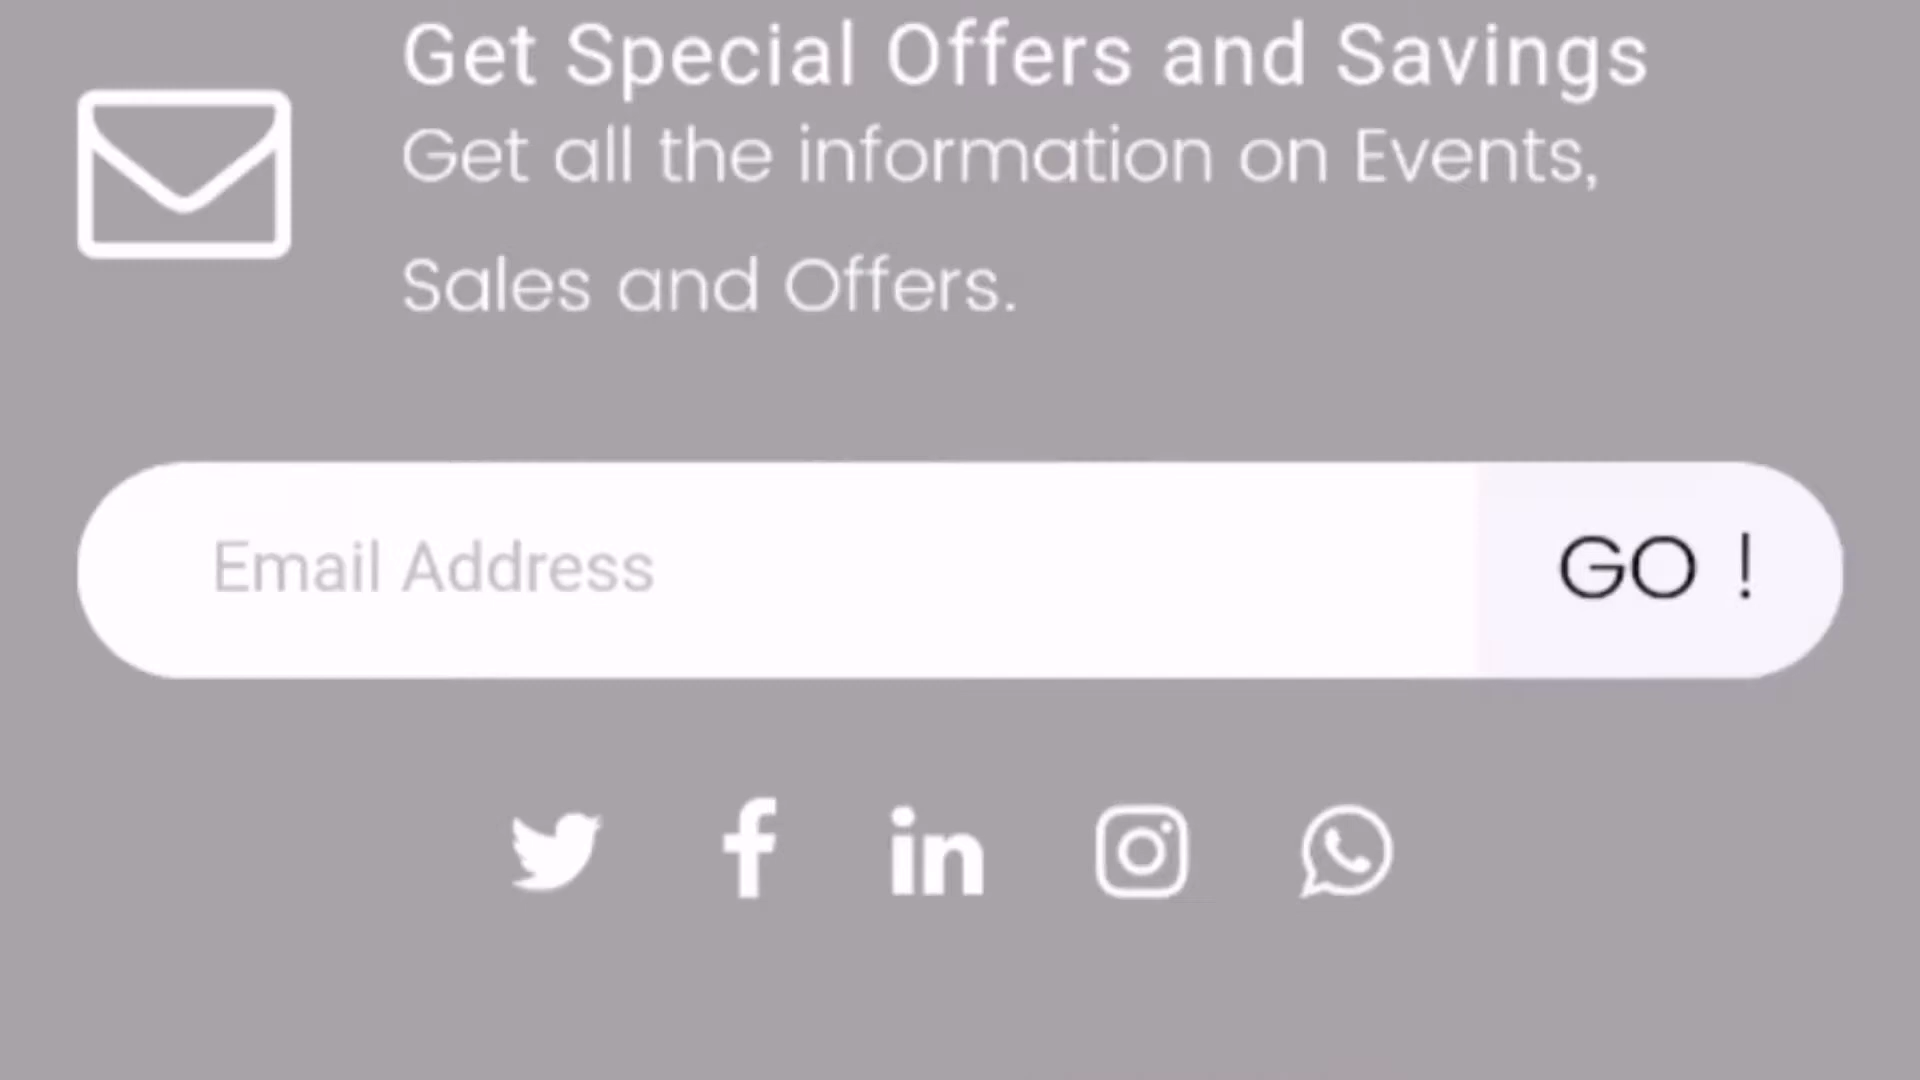 Get Special Offers and Savings
Get all the information on Events,
Sales and Offers.
Email Address
GO !